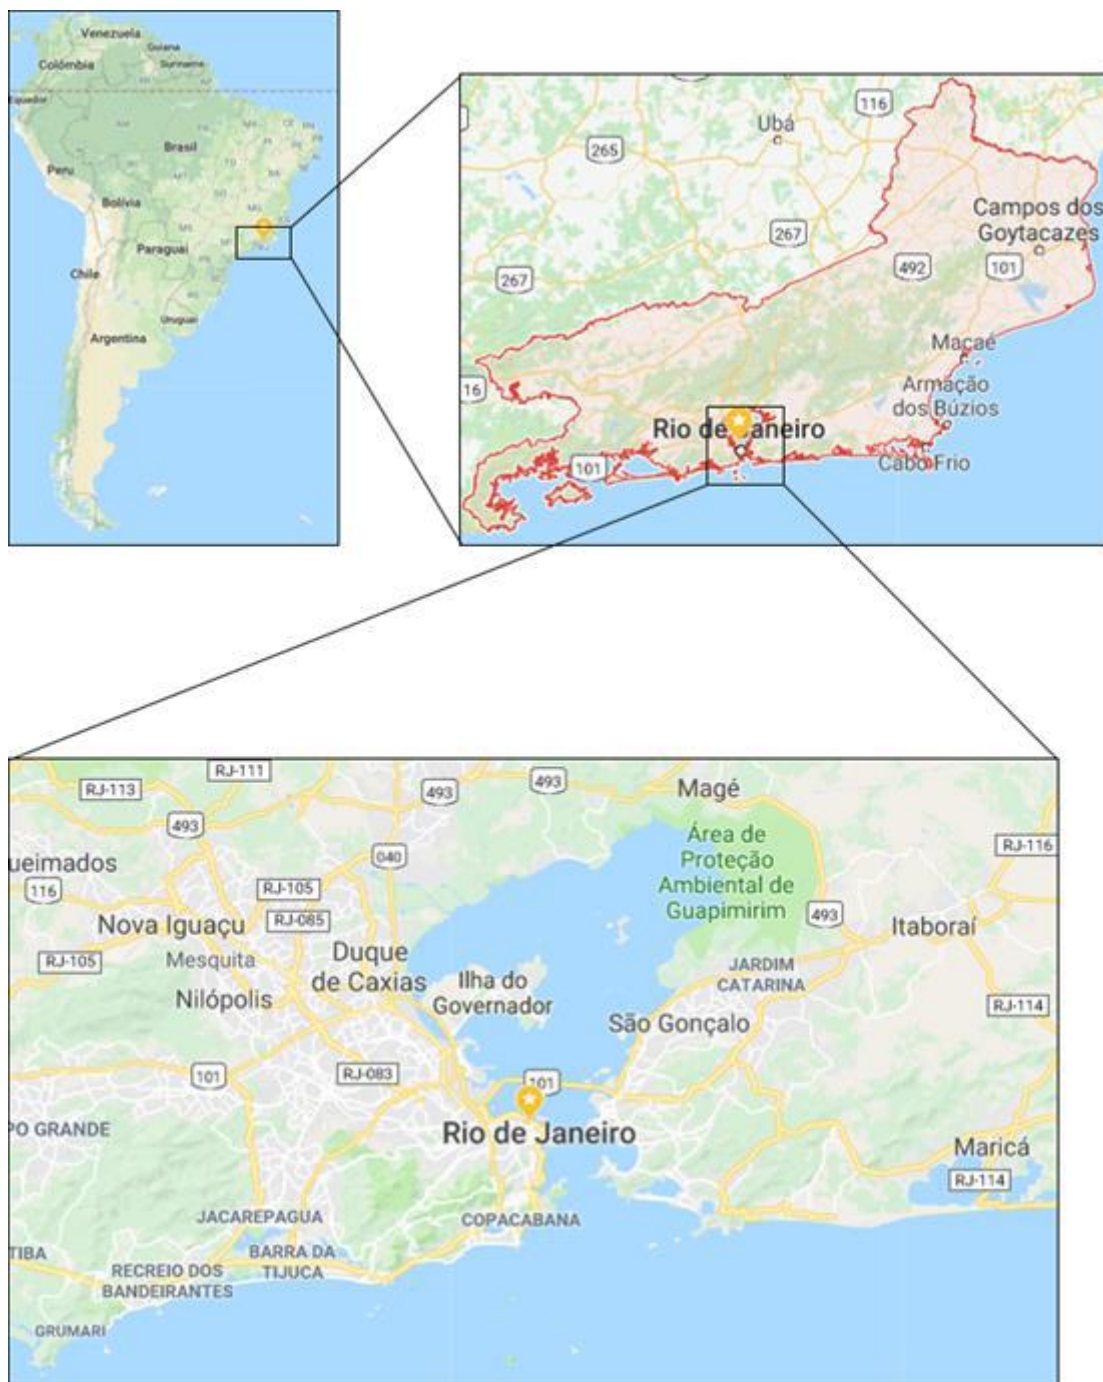 Venezuela
Guiana
Suriname
Colômbia
Equador
Brasil
Peru
Bolívia
Paraguai
Chile
Uruguai
Argentina
116
Ubá
265
Campos dos
Goytacazes
267
267
492
101
Macaé
16
Armação
dos Búzios
Rio de Janeiro
Cabo Frio
101
RJ-111
RJ-113
493
493
Magé
493
Área de
Proteção
Ambiental de
Guapimirim
RJ-116
040
ueimados
116
RJ-105
493
Nova Iguaçu
RJ-085
Itaboraí
RJ-105
Mesquita
Duque
de Caxias
JARDIM
CATARINA
Nilópolis
Ilha do
Governador
RJ-114
São Gonçalo
101
RJ-083
101
PO GRANDE
Rio de Janeiro
Maricá
RJ-114
JACAREPAGUA
COPACABANA
TIBA
BARRA DA
TIJUCA
RECREIO DOS
BANDEIRANTES
GRUMARI